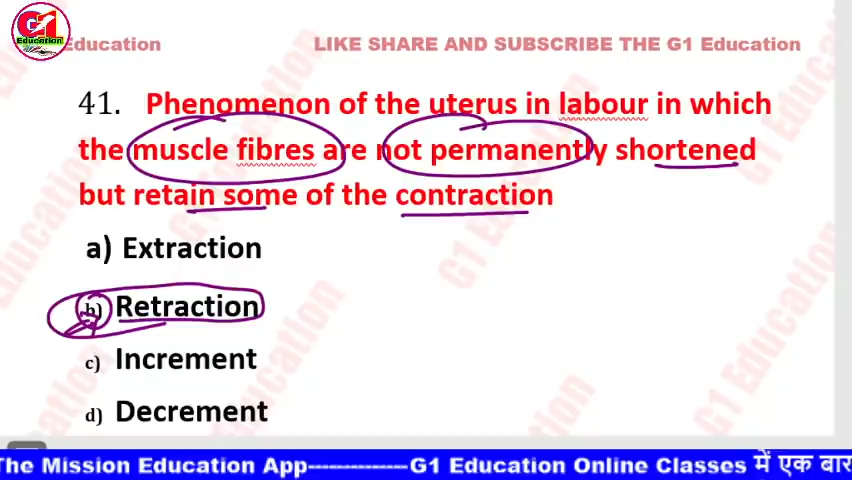 G1
Education
Education
LIKE SHARE AND SUBSCRIBE THE G1 Education
41. Phenomenon of the uterus in labour in which
the muscle fibres are not permanently shortened
but retain some of the contraction
a) Extraction
b) Retraction
c) Increment
d) Decrement
G1 Education
The Mission Education App--------------G1 Education Online Classes में एक बार